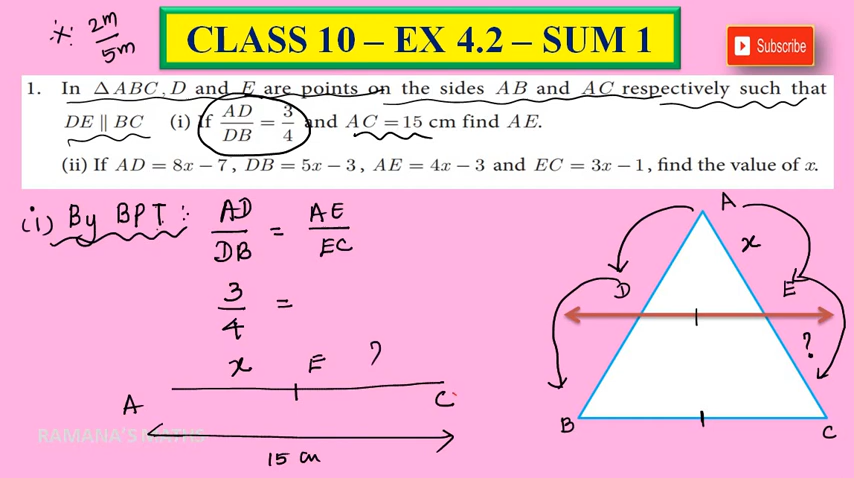 * 2m
5m
CLASS 10 – EX 4.2 – SUM 1
Subscribe
1. In △ABC, D and E are points on the sides AB and AC respectively such that
DE ∥ BC (i) If AD/DB = 3/4 and AC = 15 cm find AE.
(ii) If AD = 8x − 7, DB = 5x − 3, AE = 4x − 3 and EC = 3x − 1, find the value of x.
(i) By BPT: AD/DB = AE/EC
3/4 =
x E ?
A C
15 cm
RAMANA'S MATHS
A
x
D E
?
B C